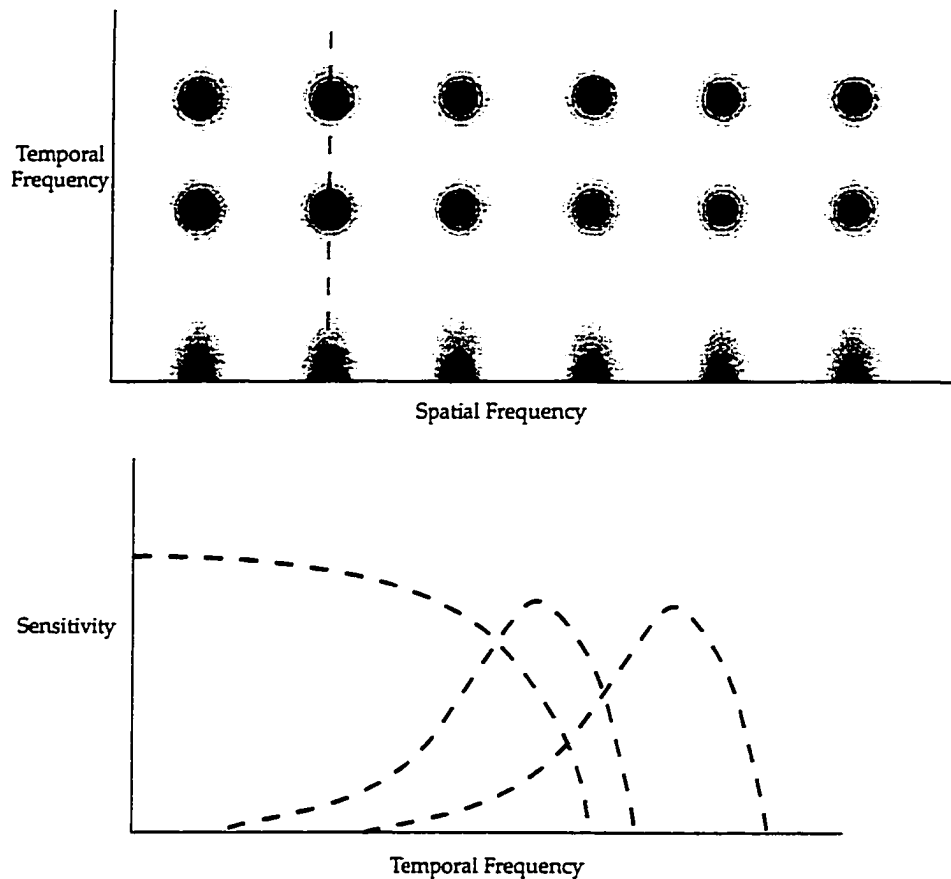 Temporal
Frequency
Spatial Frequency
Sensitivity
Temporal Frequency